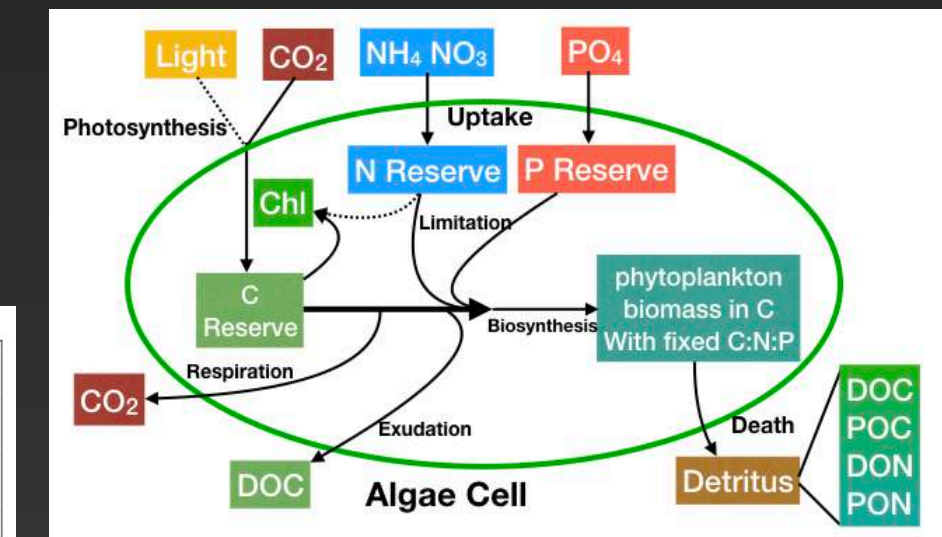 Light
CO₂
NH₄ NO₃
PO₄
Photosynthesis
Uptake
N Reserve
P Reserve
Chl
Limitation
C
Reserve
phytoplankton
biomass in C
With fixed C:N:P
Biosynthesis
Respiration
CO₂
Exudation
Death
DOC
Algae Cell
Detritus
DOC
POC
DON
PON